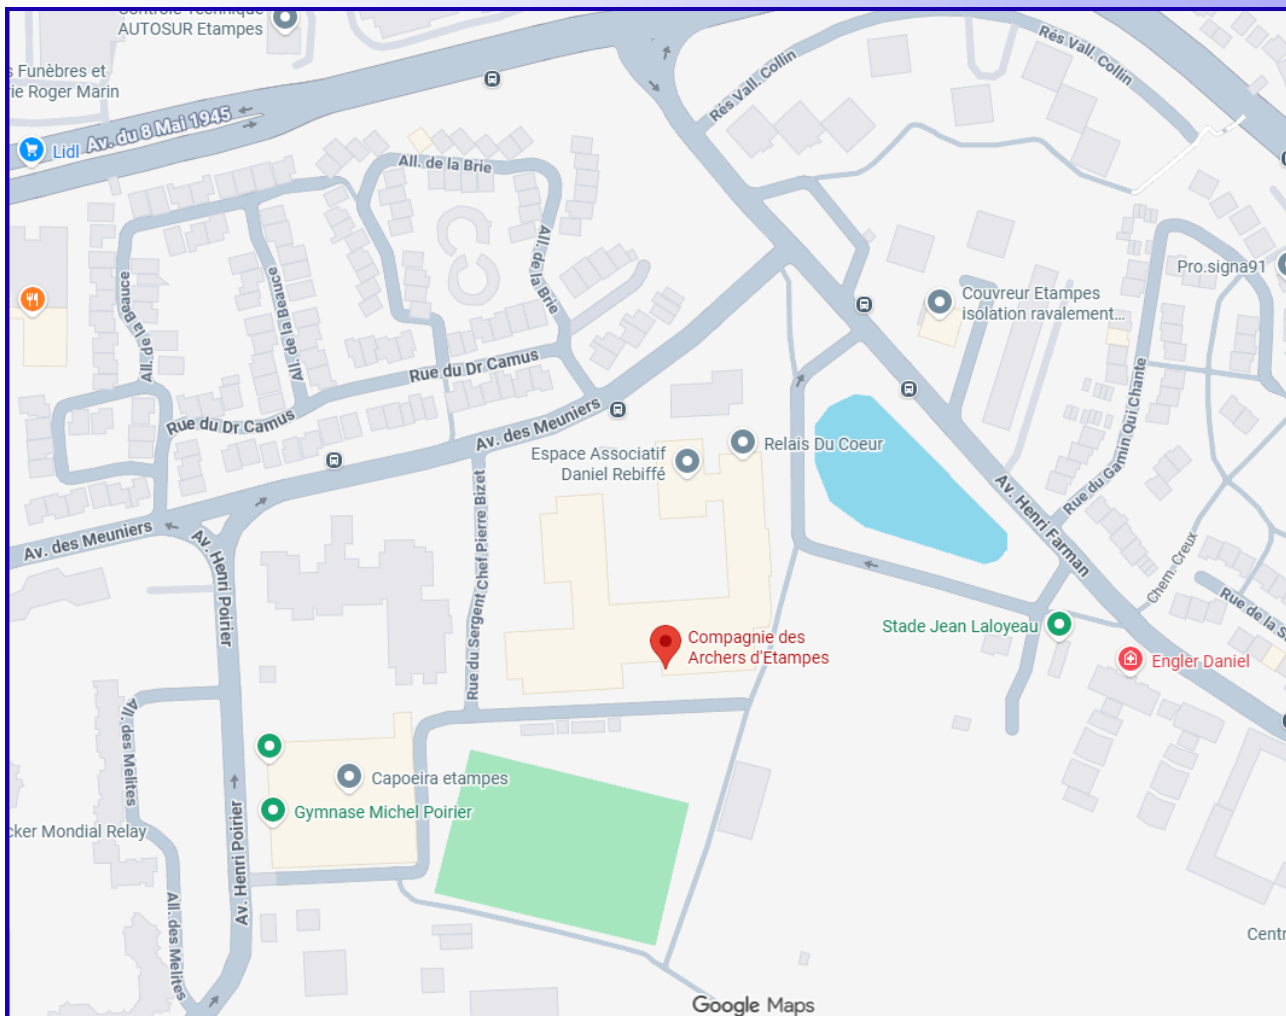 Contrôle Technique
AUTOSUR Etampes
s Funèbres et
rie Roger Marin
Av. du 8 Mai 1945
Lidl
Rés Vall. Collin
Rés Vall. Collin
All. de la Brie
All. de la Brie
All. de la Beauce
All. de la Beauce
Pro.signa91
Couvreur Etampes
isolation ravalement...
Rue du Dr Camus
Rue du Dr Camus
Av. des Meuniers
Espace Associatif
Daniel Rebiffé
Relais Du Coeur
Rue du Gamin Qui Chante
Av. Henri Farman
Rue du Sergent Chef Pierre Bizet
Av. des Meuniers
Av. Henri Poirier
Chem. Creux
Rue de la S
Stade Jean Laloyeau
Compagnie des
Archers d'Etampes
Engler Daniel
All. des Mélites
Capoeira etampes
Gymnase Michel Poirier
cker Mondial Relay
Av. Henri Poirier
All. des Mélites
Centr
Google Maps